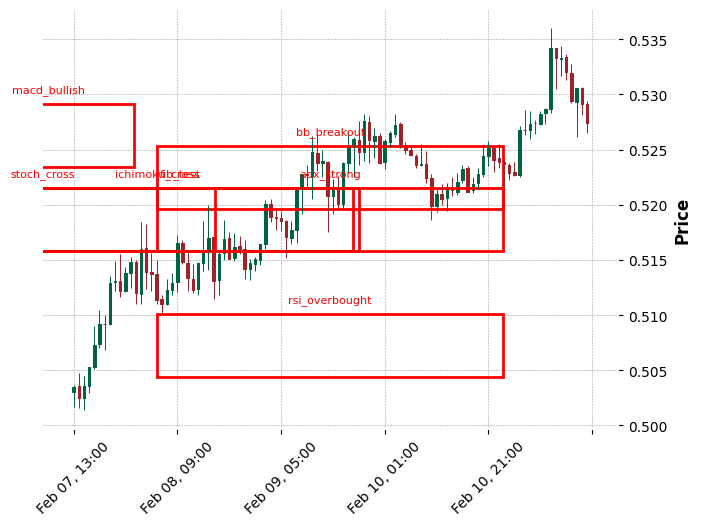 macd_bullish
bb_breakout
stoch_cross
adx_strong
rsi_overbought
0.535
0.530
0.525
0.520
0.515
0.510
0.505
0.500
Price
Feb 07, 13:00
Feb 08, 09:00
Feb 09, 05:00
Feb 10, 01:00
Feb 10, 21:00